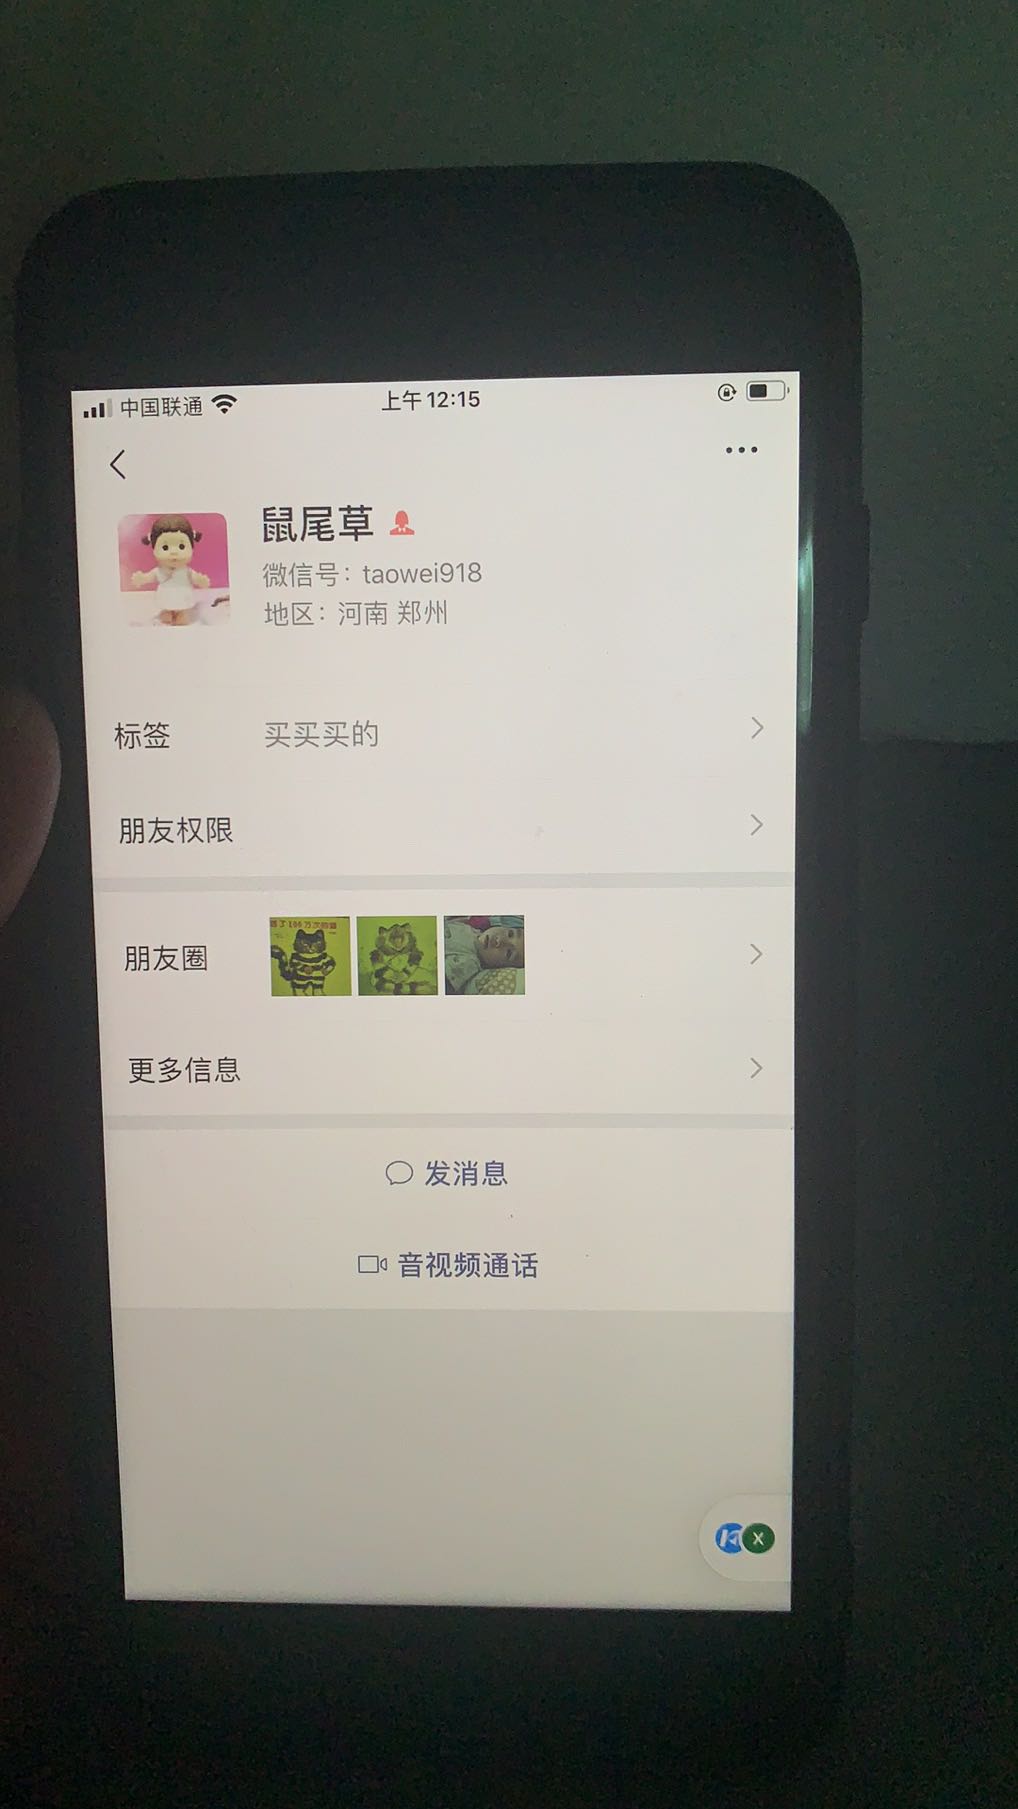 中国联通
上午 12:15
鼠尾草
微信号：taowei918
地区：河南 郑州
标签 买买买的
朋友权限
朋友圈
更多信息
发消息
音视频通话
X